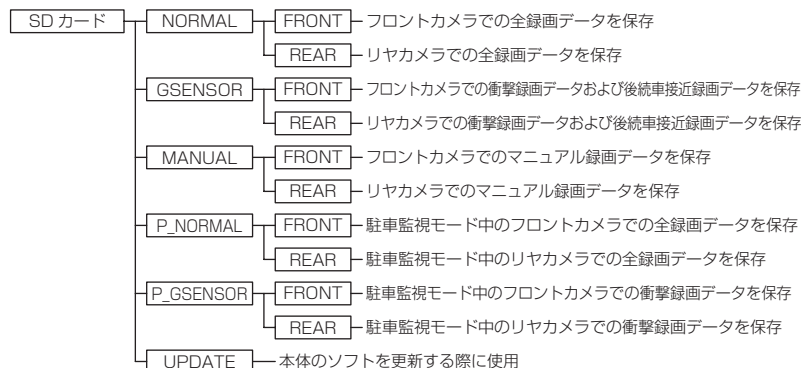 SD カード NORMAL FRONT フロントカメラでの全録画データを保存
REAR リヤカメラでの全録画データを保存
GSENSOR FRONT フロントカメラでの衝撃録画データおよび後続車接近録画データを保存
REAR リヤカメラでの衝撃録画データおよび後続車接近録画データを保存
MANUAL FRONT フロントカメラでのマニュアル録画データを保存
REAR リヤカメラでのマニュアル録画データを保存
P_NORMAL FRONT 駐車監視モード中のフロントカメラでの全録画データを保存
REAR 駐車監視モード中のリヤカメラでの全録画データを保存
P_GSENSOR FRONT 駐車監視モード中のフロントカメラでの衝撃録画データを保存
REAR 駐車監視モード中のリヤカメラでの衝撃録画データを保存
UPDATE 本体のソフトを更新する際に使用